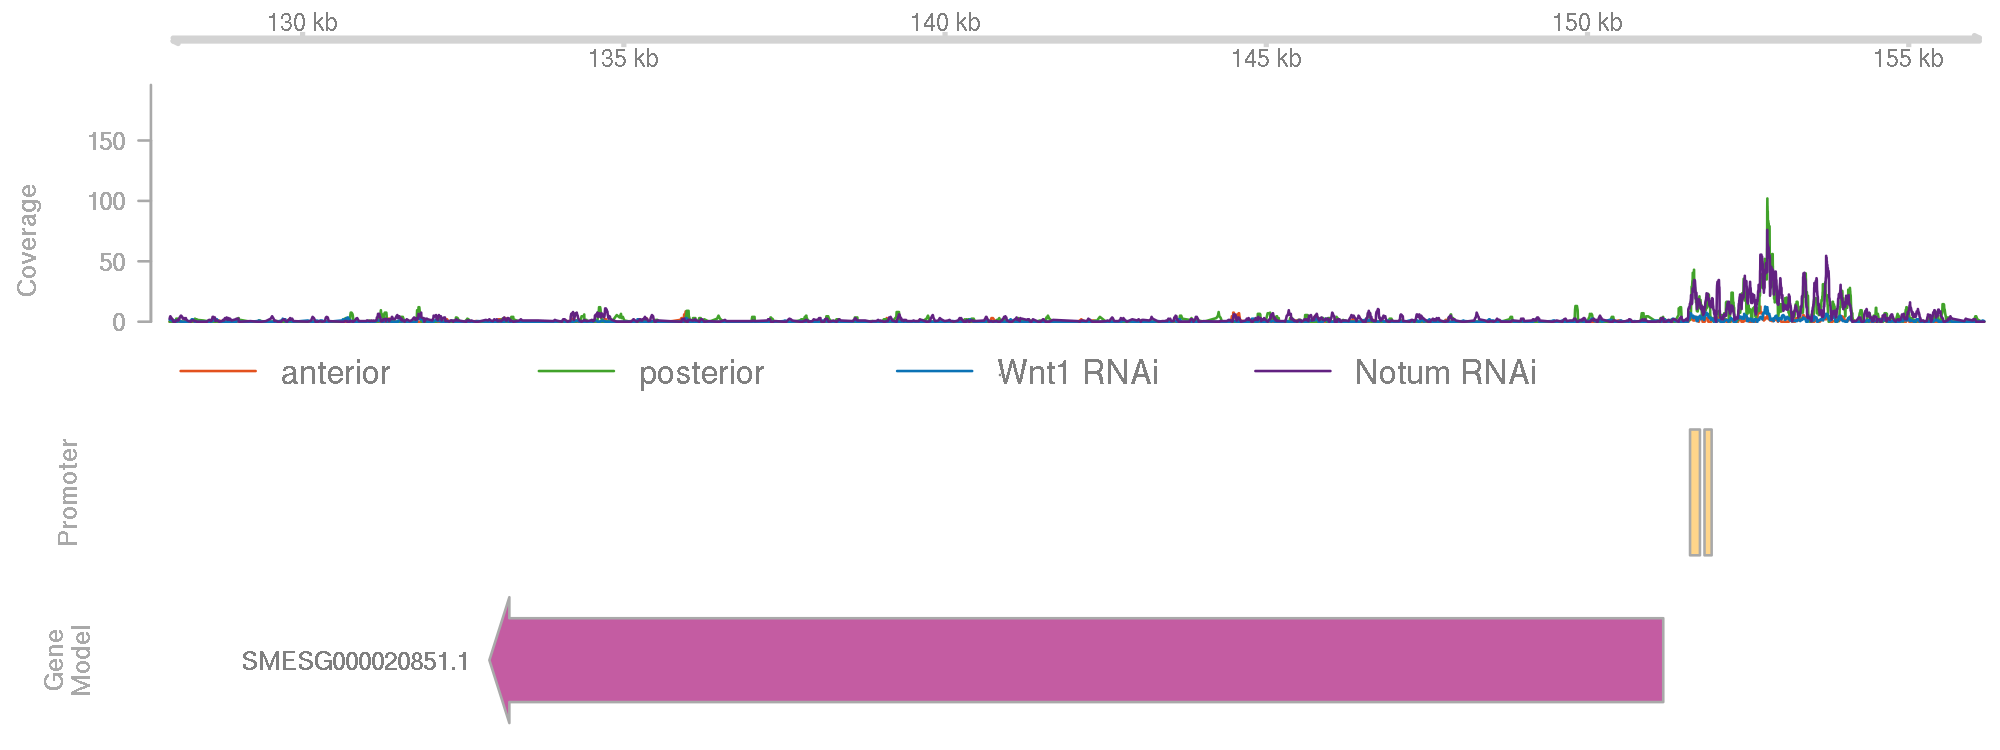 130 kb 140 kb 150 kb
135 kb 145 kb 155 kb
Coverage
150
100
50
0
anterior posterior Wnt1 RNAi Notum RNAi
Promoter
Gene
Model
SMESG000020851.1